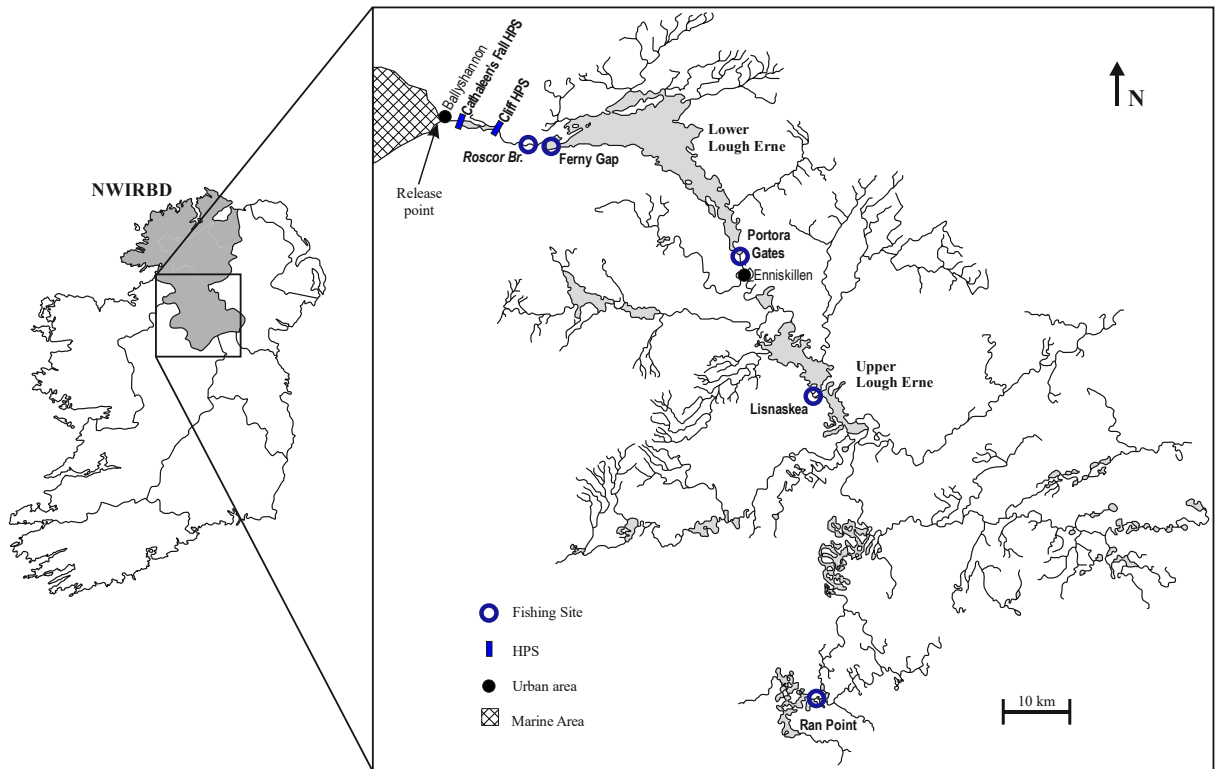 NWIRBD
Ballyshannon
Cathaleen's Fall HPS
Cliff HPS
N
Lower
Lough Erne
Roscor Br.
Ferny Gap
Release
point
Portora
Gates
Enniskillen
Upper
Lough Erne
Lisnaskea
Fishing Site
HPS
Urban area
Marine Area
Ran Point
10 km